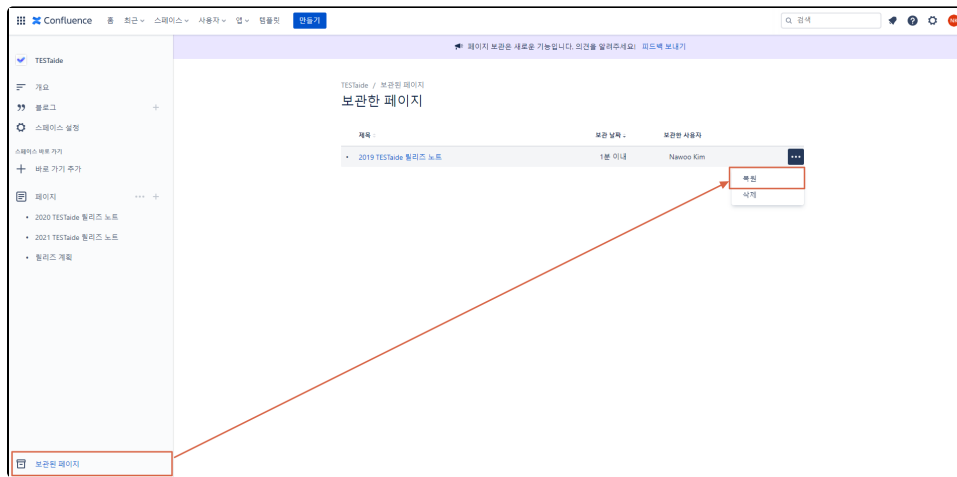 Confluence 홈 최근 스페이스 사용자 앱 템플릿 만들기 검색
페이지 보관은 새로운 기능입니다. 의견을 알려주세요! 피드백 보내기
TESTaide
개요
블로그
스페이스 설정
스페이스 바로 가기
바로 가기 추가
페이지
2020 TESTaide 릴리즈 노트
2021 TESTaide 릴리즈 노트
릴리즈 계획
보관된 페이지
TESTaide / 보관된 페이지
보관한 페이지
제목 보관 날짜 보관한 사용자
2019 TESTaide 릴리즈 노트 1분 이내 Nawoo Kim
복원
삭제